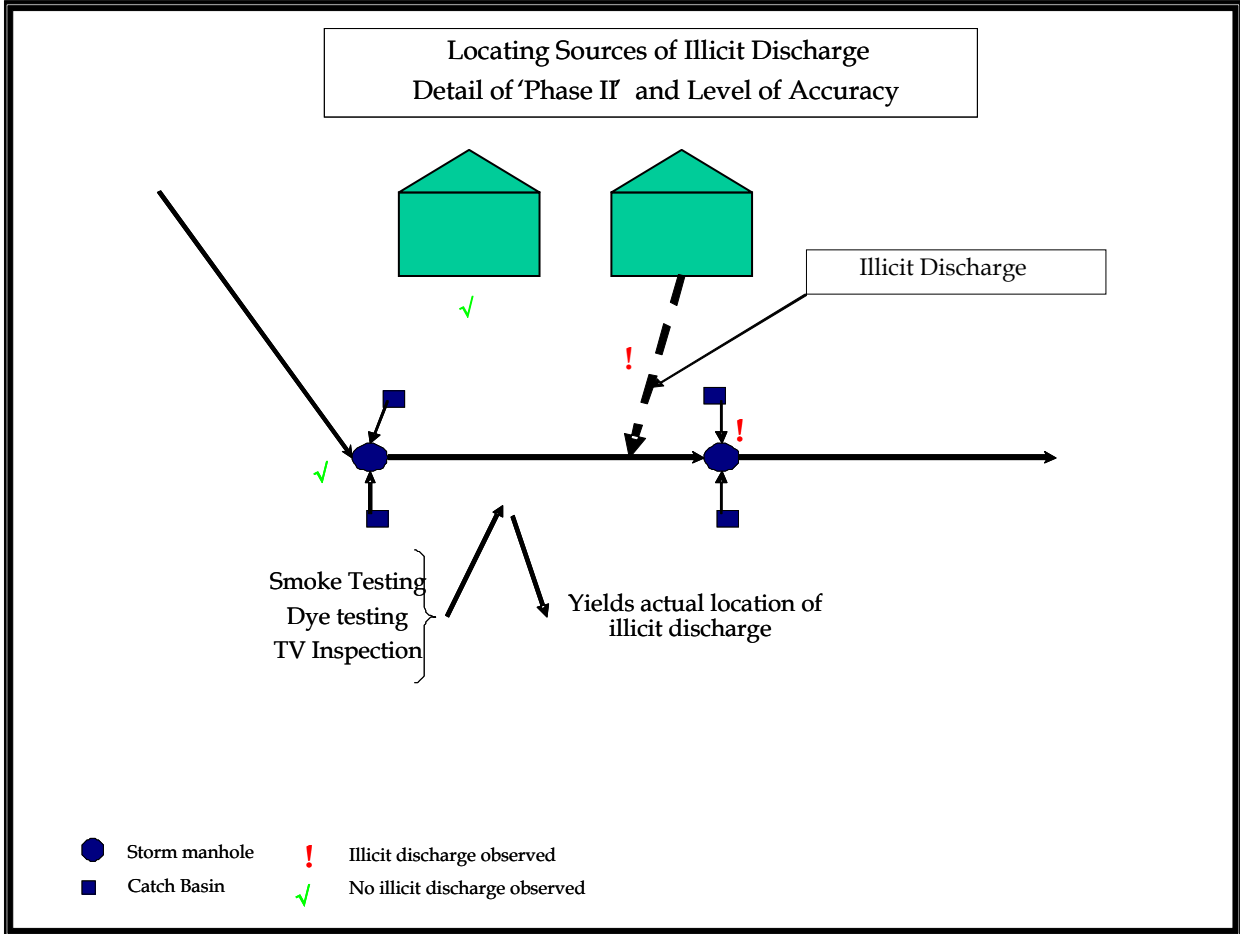 Locating Sources of Illicit Discharge
Detail of ‘Phase II’ and Level of Accuracy
Illicit Discharge
!
!
√
√
Smoke Testing
Dye testing
TV Inspection
Yields actual location of
illicit discharge
Storm manhole
! Illicit discharge observed
Catch Basin
√ No illicit discharge observed